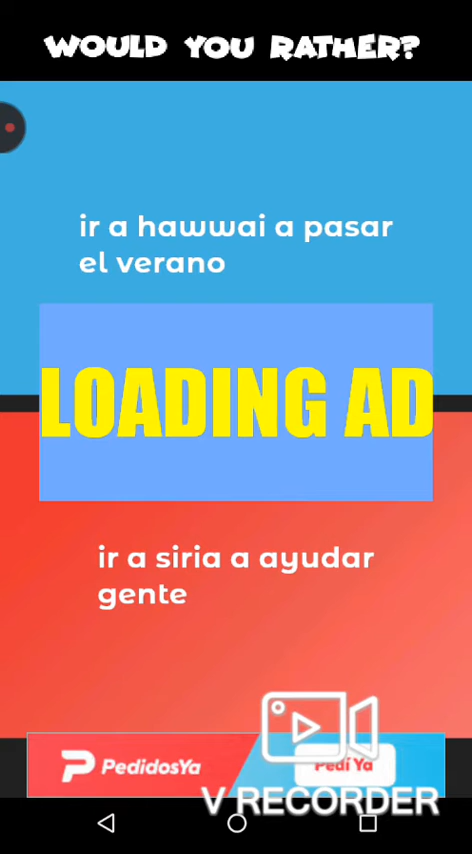 WOULD YOU RATHER?
ir a hawwai a pasar
el verano
LOADING AD
ir a siria a ayudar
gente
PedidosYa
Pedí Ya
V RECORDER